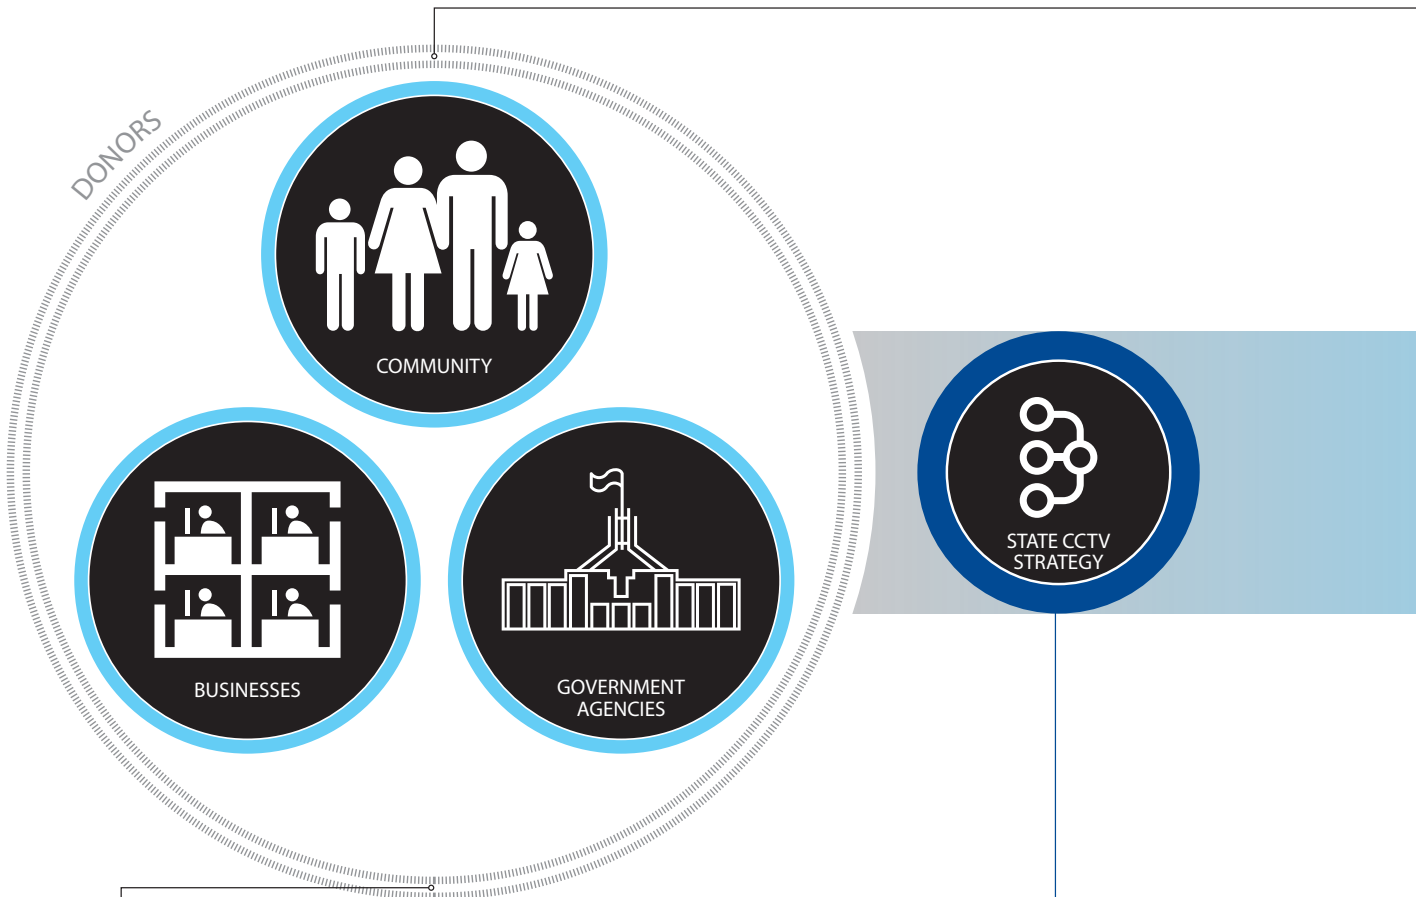 DONORS
COMMUNITY
BUSINESSES
GOVERNMENT
AGENCIES
STATE CCTV
STRATEGY